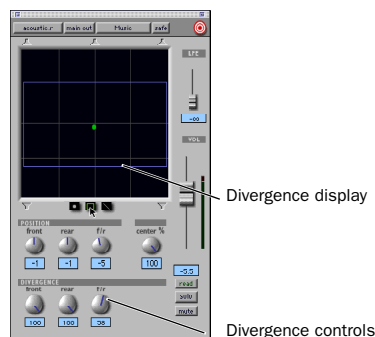 acoustic.r main out Music safe
LFE
-∞
VOL
Divergence display
POSITION
front rear f/r center %
-1 -1 -5 100
-5.5
DIVERGENCE
read
front rear f/r
solo
mute
100 100 38
Divergence controls